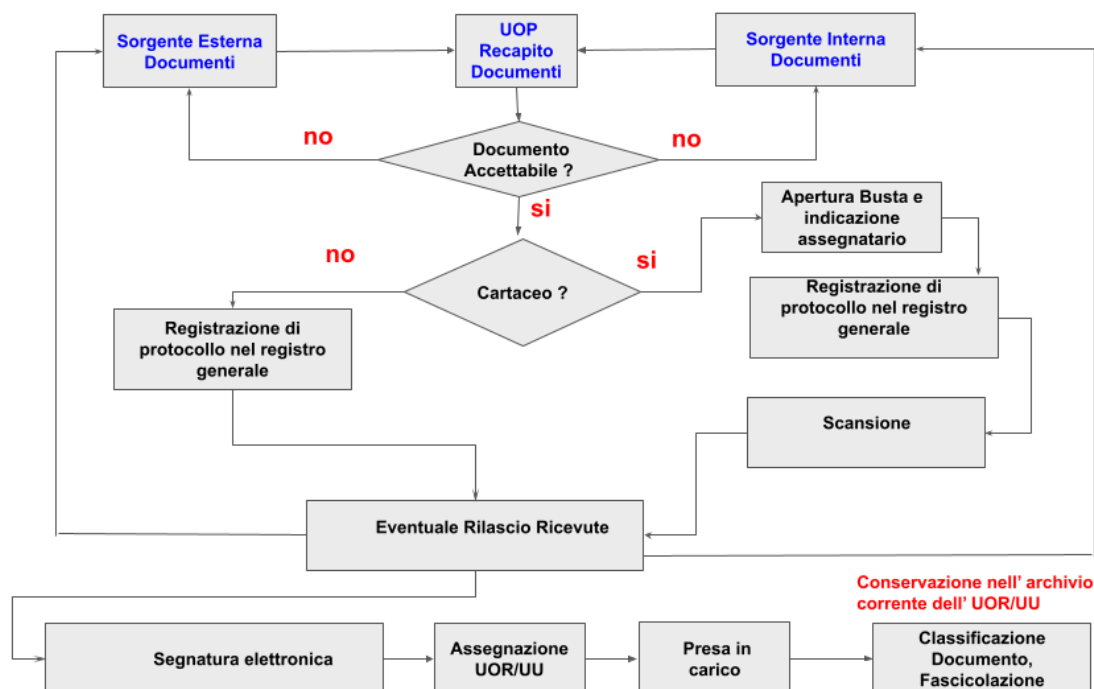 Sorgente Esterna
Documenti
UOP
Recapito
Documenti
Sorgente Interna
Documenti
no
no
Documento
Accettabile ?
si
Apertura Busta e
indicazione
assegnatario
no
si
Cartaceo ?
Registrazione di
protocollo nel registro
generale
Registrazione di
protocollo nel registro
generale
Scansione
Eventuale Rilascio Ricevute
Conservazione nell' archivio
corrente dell' UOR/UU
Segnatura elettronica
Assegnazione
UOR/UU
Presa in
carico
Classificazione
Documento,
Fascicolazione